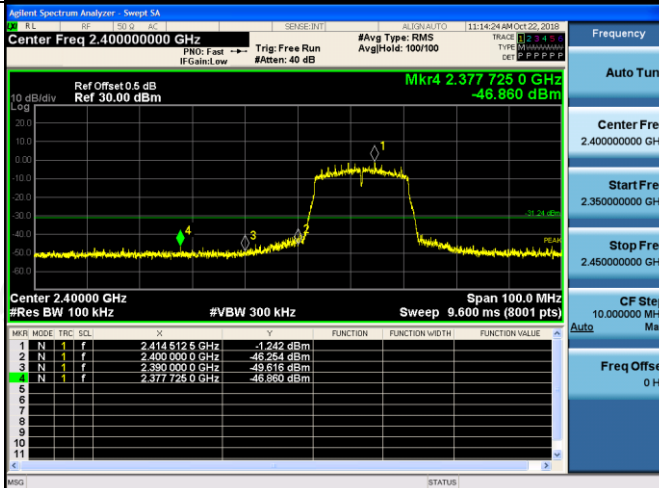 Agilent Spectrum Analyzer - Swept SA
RL RF 50 Ω AC SENSE:INT ALIGN AUTO 11:14:24 AM Oct 22, 2018
Center Freq 2.400000000 GHz
PNO: Fast
IFGain:Low
Trig: Free Run
#Atten: 40 dB
#Avg Type: RMS
Avg|Hold: 100/100
TRACE 1 2 3 4 5 6
TYPE M W W W W W
DET P P P P P P
Ref Offset 0.5 dB
10 dB/div Ref 30.00 dBm
Log
Mkr4 2.377 725 0 GHz
-46.860 dBm
20.0
10.0
0.00
-10.0
-20.0
-30.0
-40.0
-50.0
-60.0
1
2
3
4
-31.24 dBm
PEAK
Center 2.40000 GHz Span 100.0 MHz
#Res BW 100 kHz #VBW 300 kHz Sweep 9.600 ms (8001 pts)
MKR MODE TRC SCL X Y FUNCTION FUNCTION WIDTH FUNCTION VALUE
1 N 1 f 2.414 512 5 GHz -1.242 dBm
2 N 1 f 2.400 000 0 GHz -46.254 dBm
3 N 1 f 2.390 000 0 GHz -49.616 dBm
4 N 1 f 2.377 725 0 GHz -46.860 dBm
5
6
7
8
9
10
11
MSG STATUS
Frequency
Auto Tun
Center Fre
2.400000000 GH
Start Fre
2.350000000 GH
Stop Fre
2.450000000 GH
CF Ste
10.000000 MH
Auto Ma
Freq Offse
0 H